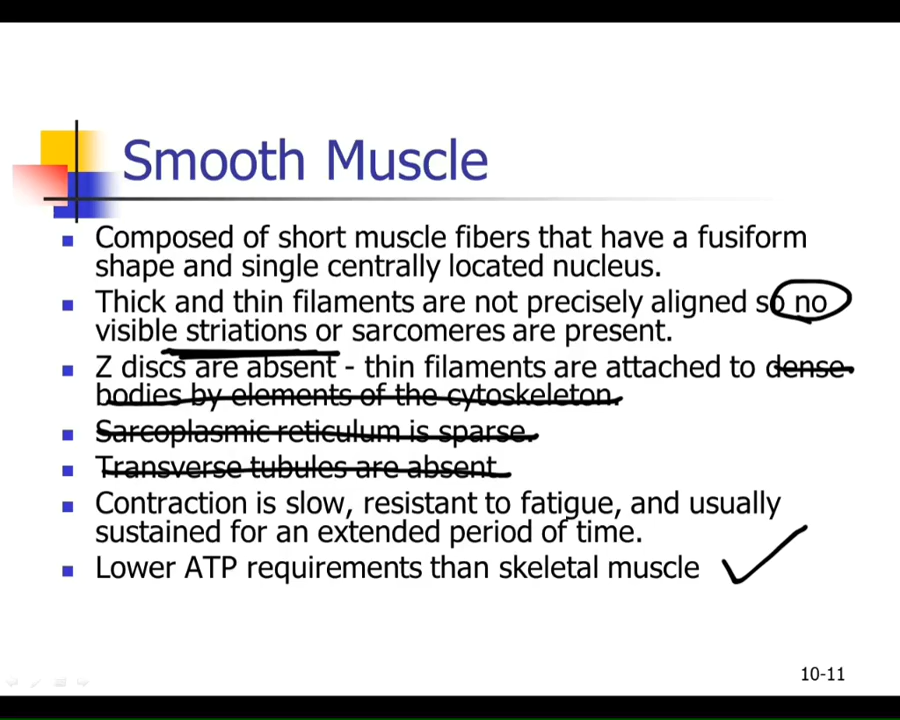 Smooth Muscle
Composed of short muscle fibers that have a fusiform
shape and single centrally located nucleus.
Thick and thin filaments are not precisely aligned so no
visible striations or sarcomeres are present.
Z discs are absent - thin filaments are attached to dense
bodies by elements of the cytoskeleton.
Sarcoplasmic reticulum is sparse.
Transverse tubules are absent.
Contraction is slow, resistant to fatigue, and usually
sustained for an extended period of time.
Lower ATP requirements than skeletal muscle
10-11